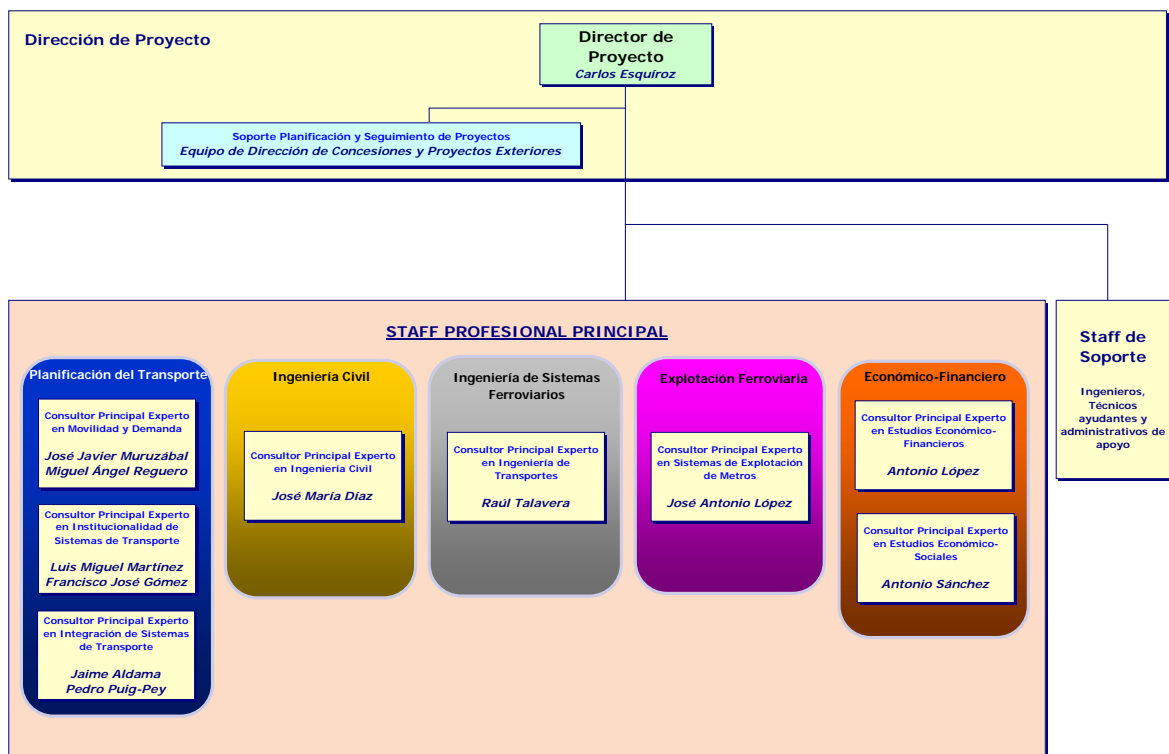 Dirección de Proyecto
Director de
Proyecto
Carlos Esquíroz
Soporte Planificación y Seguimiento de Proyectos
Equipo de Dirección de Concesiones y Proyectos Exteriores
STAFF PROFESIONAL PRINCIPAL
Planificación del Transporte
Consultor Principal Experto
en Movilidad y Demanda
José Javier Muruzábal
Miguel Ángel Reguero
Consultor Principal Experto
en Institucionalidad de
Sistemas de Transporte
Luis Miguel Martínez
Francisco José Gómez
Consultor Principal Experto
en Integración de Sistemas
de Transporte
Jaime Aldama
Pedro Puig-Pey
Ingeniería Civil
Consultor Principal Experto
en Ingeniería Civil
José María Díaz
Ingeniería de Sistemas
Ferroviarios
Consultor Principal Experto
en Ingeniería de
Transportes
Raúl Talavera
Explotación Ferroviaria
Consultor Principal Experto
en Sistemas de Explotación
de Metros
José Antonio López
Económico-Financiero
Consultor Principal Experto
en Estudios Económico-
Financieros
Antonio López
Consultor Principal Experto
en Estudios Económico-
Sociales
Antonio Sánchez
Staff de
Soporte
Ingenieros,
Técnicos
ayudantes y
administrativos de
apoyo